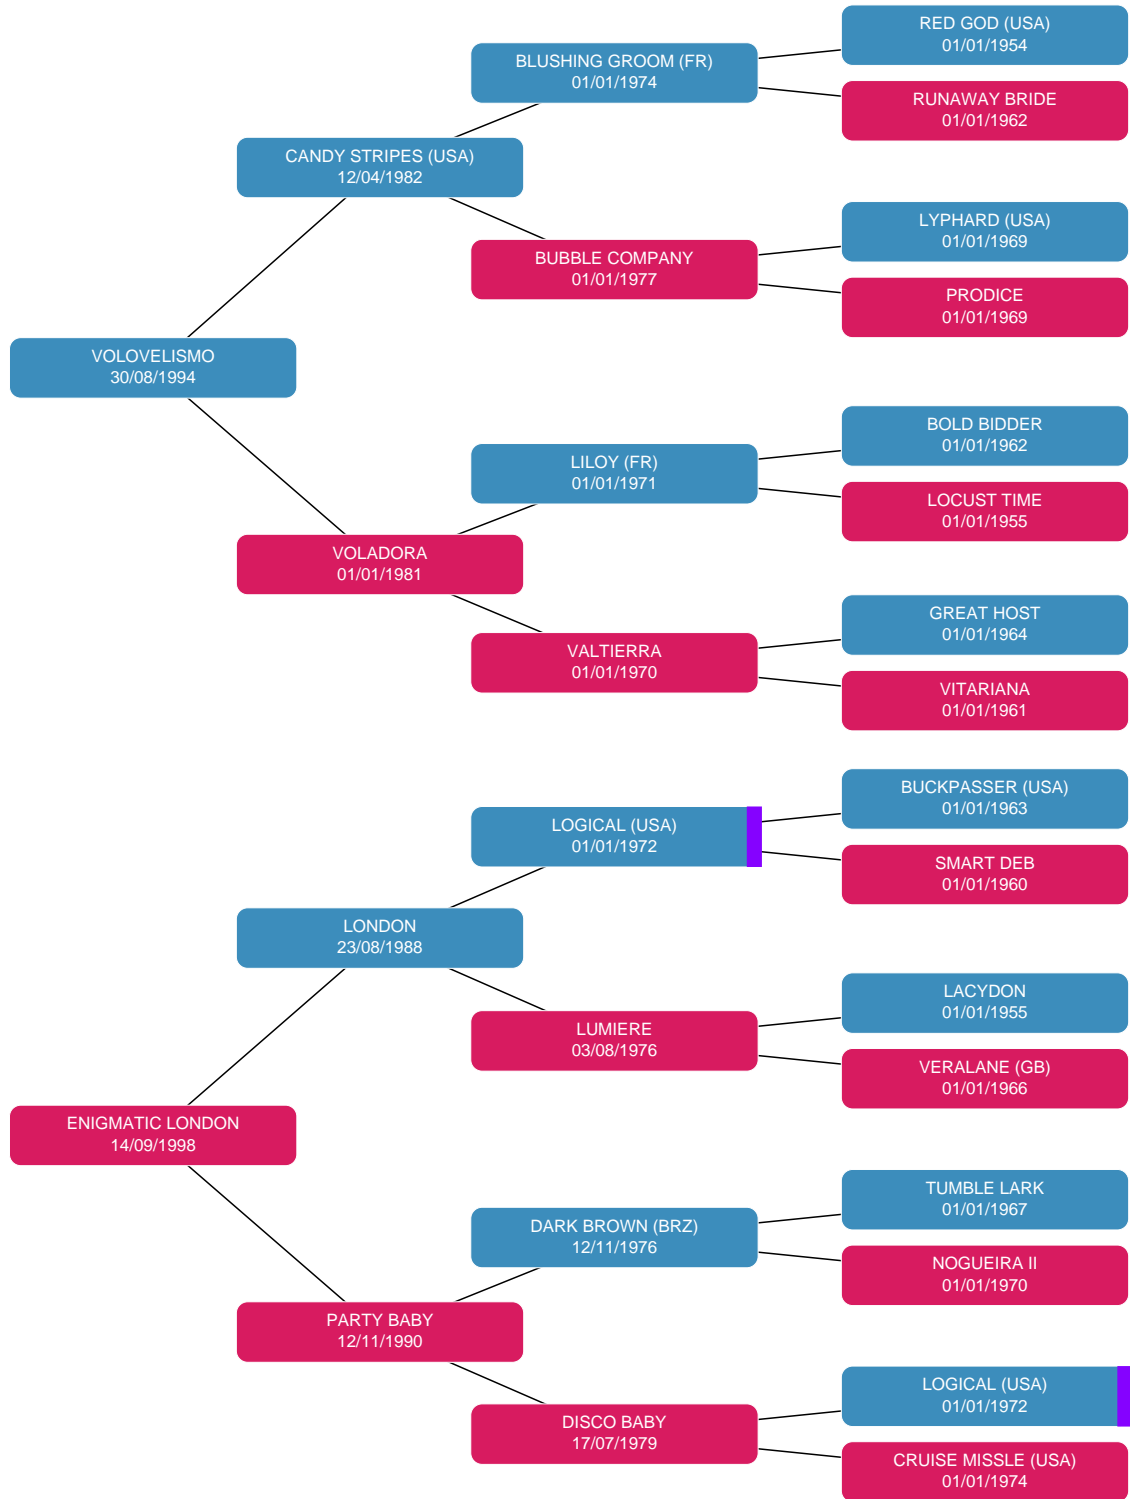 RED GOD (USA)
01/01/1954
BLUSHING GROOM (FR)
01/01/1974
RUNAWAY BRIDE
01/01/1962
CANDY STRIPES (USA)
12/04/1982
LYPHARD (USA)
01/01/1969
BUBBLE COMPANY
01/01/1977
PRODICE
01/01/1969
VOLOVELISMO
30/08/1994
BOLD BIDDER
01/01/1962
LILOY (FR)
01/01/1971
LOCUST TIME
01/01/1955
VOLADORA
01/01/1981
GREAT HOST
01/01/1964
VALTIERRA
01/01/1970
VITARIANA
01/01/1961
BUCKPASSER (USA)
01/01/1963
LOGICAL (USA)
01/01/1972
SMART DEB
01/01/1960
LONDON
23/08/1988
LACYDON
01/01/1955
LUMIERE
03/08/1976
VERALANE (GB)
01/01/1966
ENIGMATIC LONDON
14/09/1998
TUMBLE LARK
01/01/1967
DARK BROWN (BRZ)
12/11/1976
NOGUEIRA II
01/01/1970
PARTY BABY
12/11/1990
LOGICAL (USA)
01/01/1972
DISCO BABY
17/07/1979
CRUISE MISSLE (USA)
01/01/1974